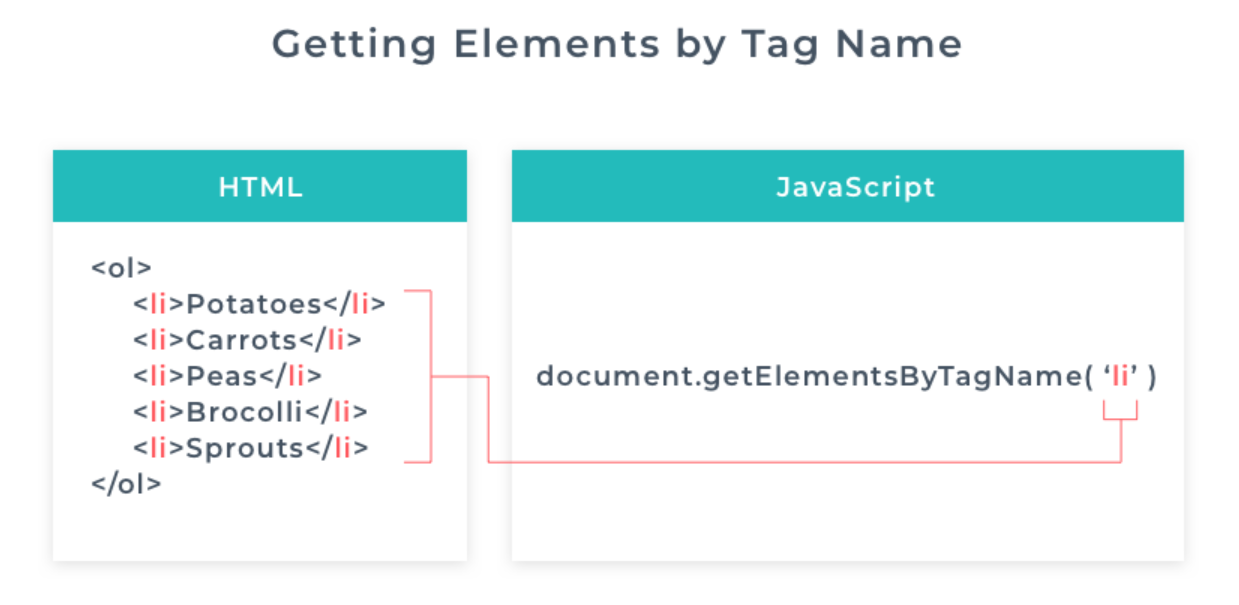 Getting Elements by Tag Name
HTML
<ol>
<li>Potatoes</li>
<li>Carrots</li>
<li>Peas</li>
<li>Brocolli</li>
<li>Sprouts</li>
</ol>
JavaScript
document.getElementsByTagName( ‘li’ )